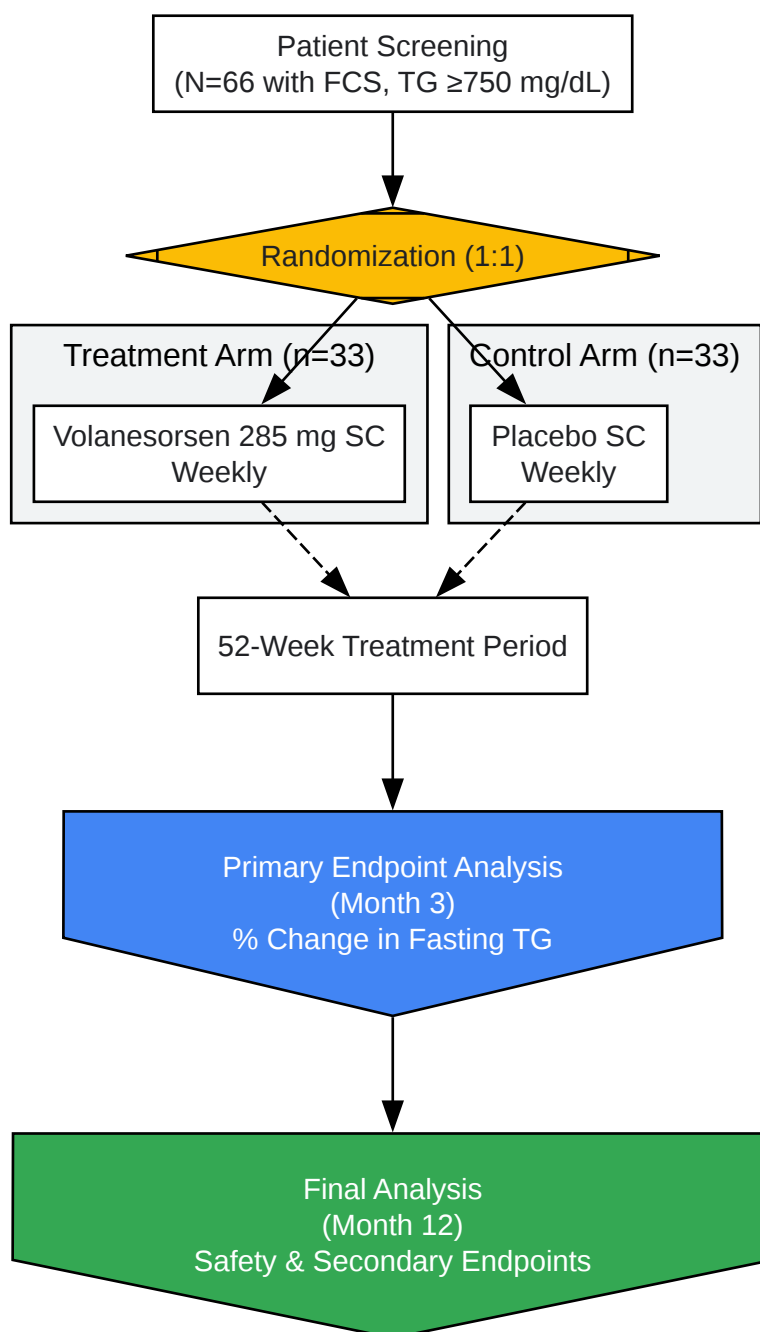 Patient Screening
(N=66 with FCS, TG ≥750 mg/dL)
Randomization (1:1)
Treatment Arm (n=33)
Control Arm (n=33)
Volanesorsen 285 mg SC
Weekly
Placebo SC
Weekly
52-Week Treatment Period
Primary Endpoint Analysis
(Month 3)
% Change in Fasting TG
Final Analysis
(Month 12)
Safety & Secondary Endpoints